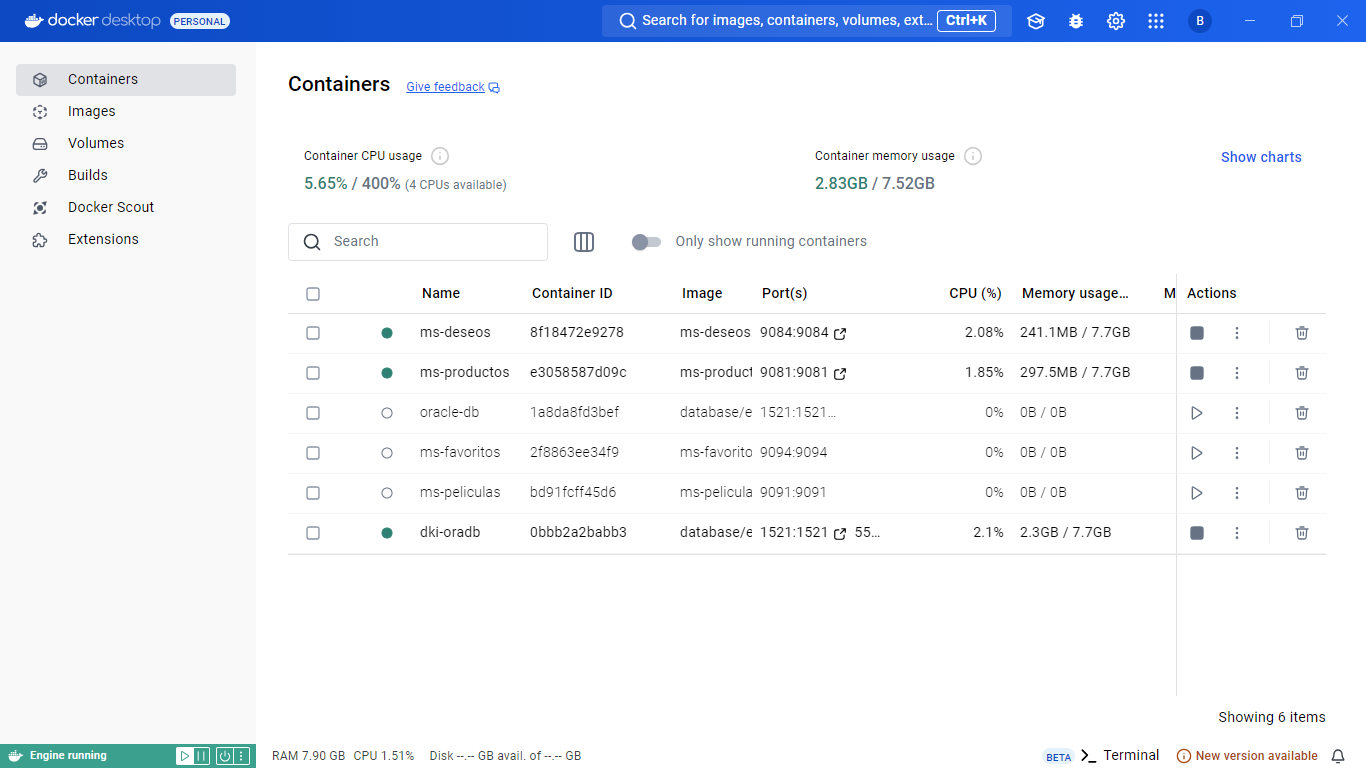 docker desktop PERSONAL Search for images, containers, volumes, ext... Ctrl+K B
Containers
Images
Volumes
Builds
Docker Scout
Extensions
Containers Give feedback
Container CPU usage
5.65% / 400% (4 CPUs available)
Container memory usage
2.83GB / 7.52GB
Show charts
Search
Only show running containers
Name Container ID Image Port(s) CPU (%) Memory usage... M Actions
ms-deseos 8f18472e9278 ms-deseos 9084:9084 2.08% 241.1MB / 7.7GB
ms-productos e3058587d09c ms-product 9081:9081 1.85% 297.5MB / 7.7GB
oracle-db 1a8da8fd3bef database/e 1521:1521... 0% 0B / 0B
ms-favoritos 2f8863ee34f9 ms-favorito 9094:9094 0% 0B / 0B
ms-peliculas bd91fcff45d6 ms-pelicula 9091:9091 0% 0B / 0B
dki-oradb 0bbb2a2babb3 database/e 1521:1521 55... 2.1% 2.3GB / 7.7GB
Showing 6 items
Engine running RAM 7.90 GB CPU 1.51% Disk --.-- GB avail. of --.-- GB BETA Terminal New version available